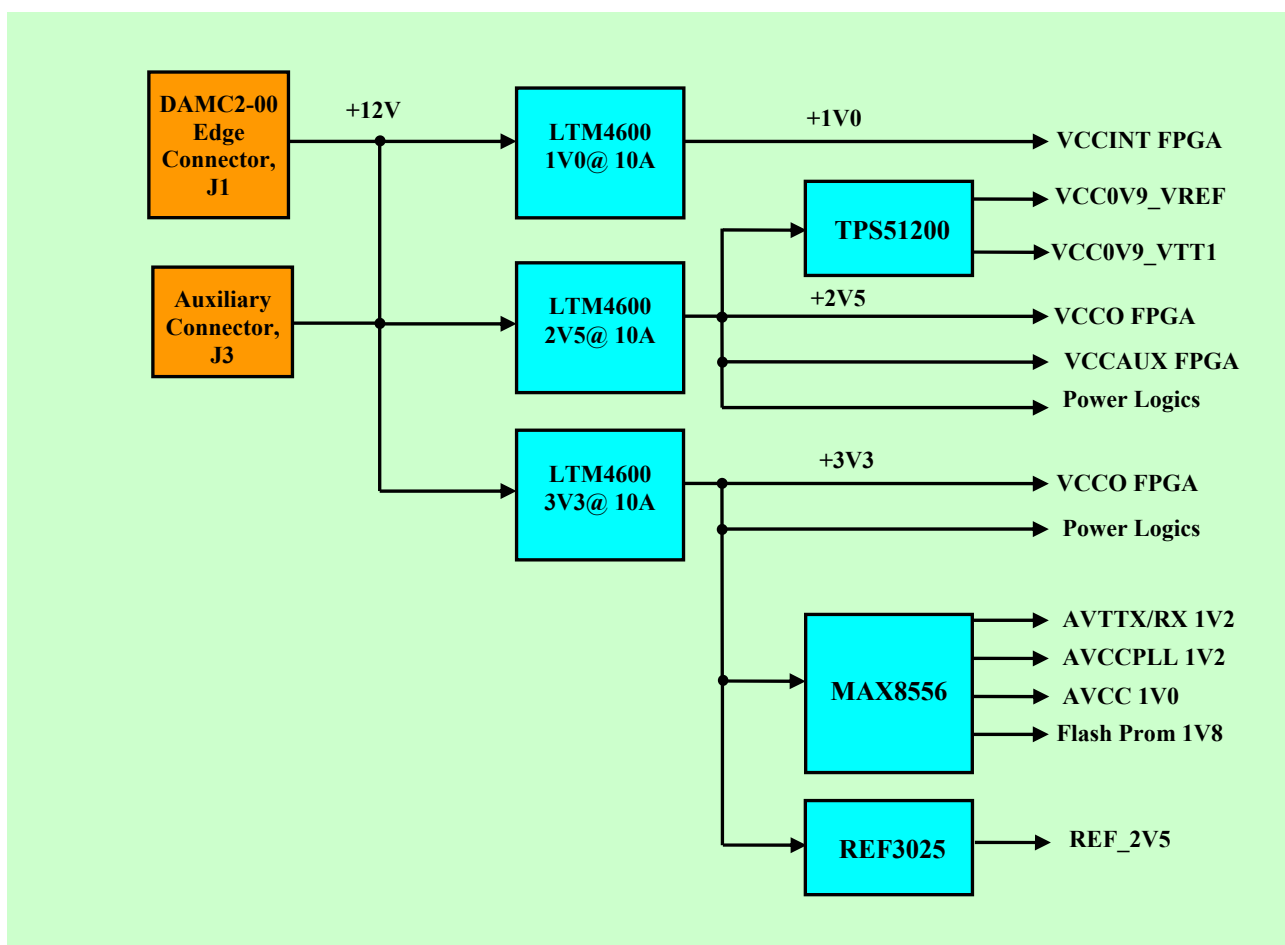 DAMC2-00
Edge
Connector,
J1
+12V
LTM4600
1V0@ 10A
+1V0
VCCINT FPGA
TPS51200
VCC0V9_VREF
VCC0V9_VTT1
Auxiliary
Connector,
J3
LTM4600
2V5@ 10A
+2V5
VCCO FPGA
VCCAUX FPGA
Power Logics
LTM4600
3V3@ 10A
+3V3
VCCO FPGA
Power Logics
MAX8556
AVTTX/RX 1V2
AVCCPLL 1V2
AVCC 1V0
Flash Prom 1V8
REF3025
REF_2V5